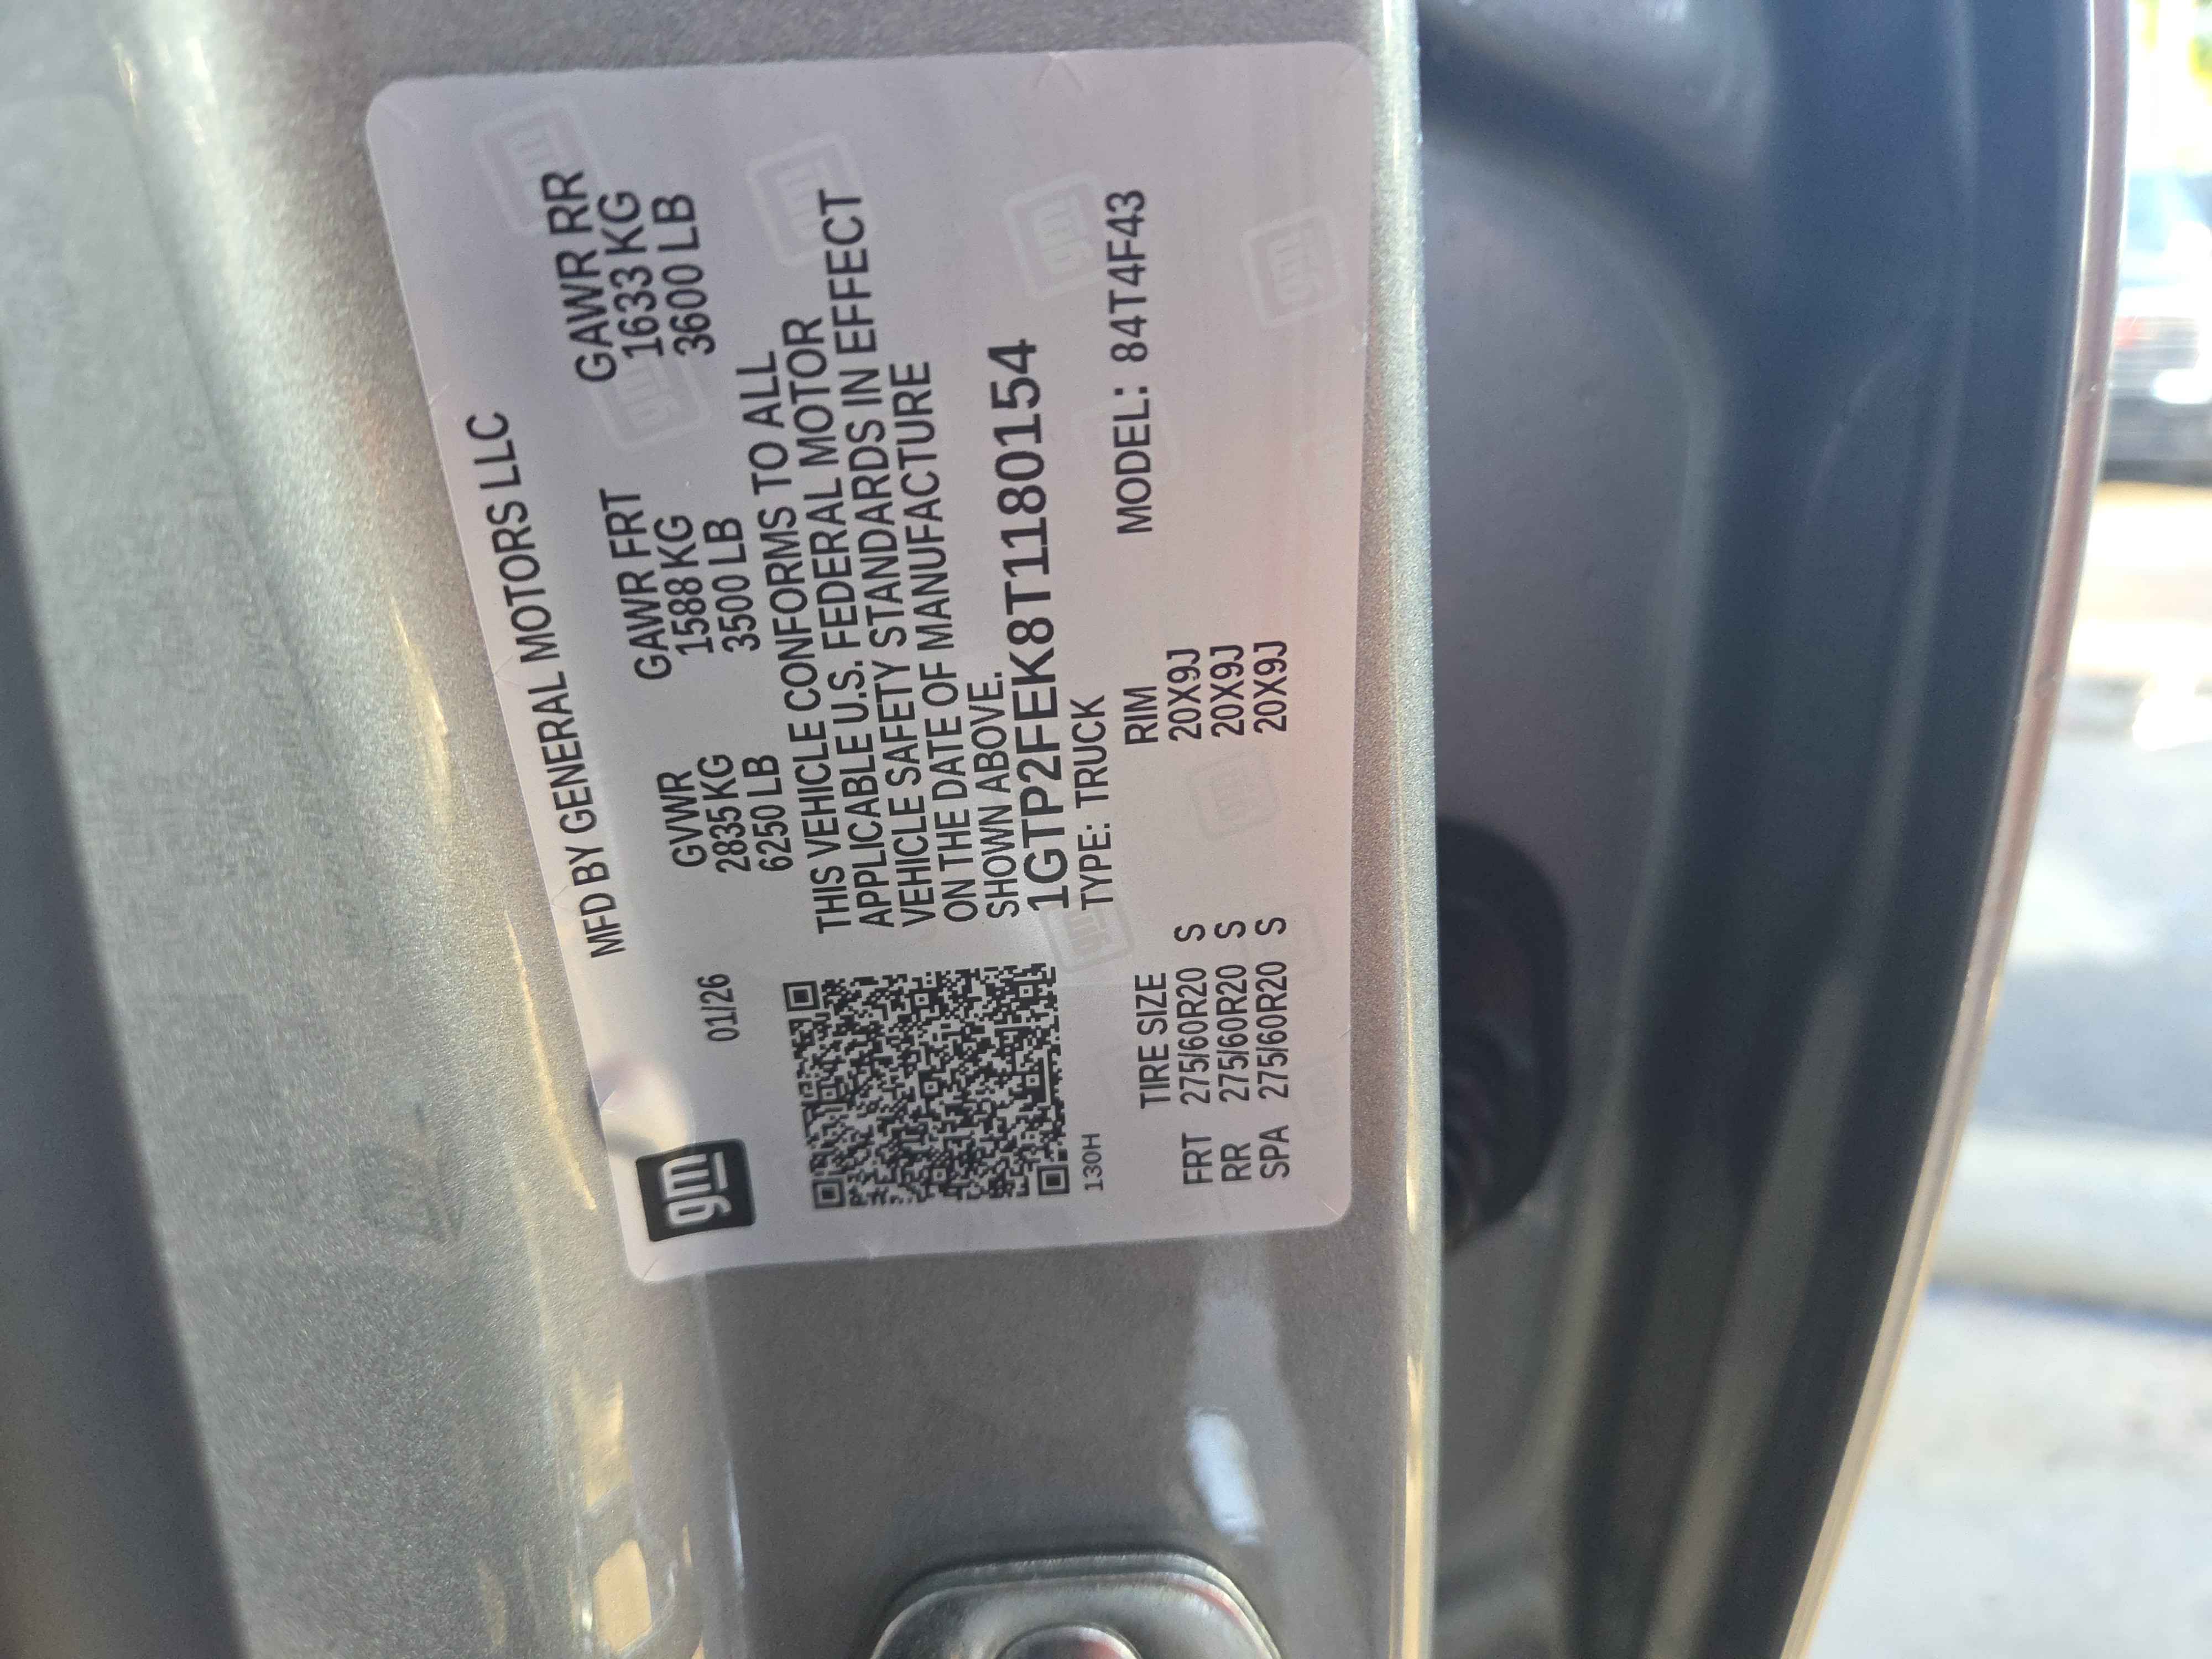 gm
MFD BY GENERAL MOTORS LLC
01/26
GVWR GAWR FRT GAWR RR
2835KG 1588 KG 1633 KG
6250 LB 3500 LB 3600 LB
THIS VEHICLE CONFORMS TO ALL
APPLICABLE U.S. FEDERAL MOTOR
VEHICLE SAFETY STANDARDS IN EFFECT
ON THE DATE OF MANUFACTURE
SHOWN ABOVE.
1GTP2FEK8T1180154
130H
TYPE: TRUCK MODEL: 84T4F43
TIRE SIZE RIM
FRT 275/60R20 S 20X9J
RR 275/60R20 S 20X9J
SPA 275/60R20 S 20X9J